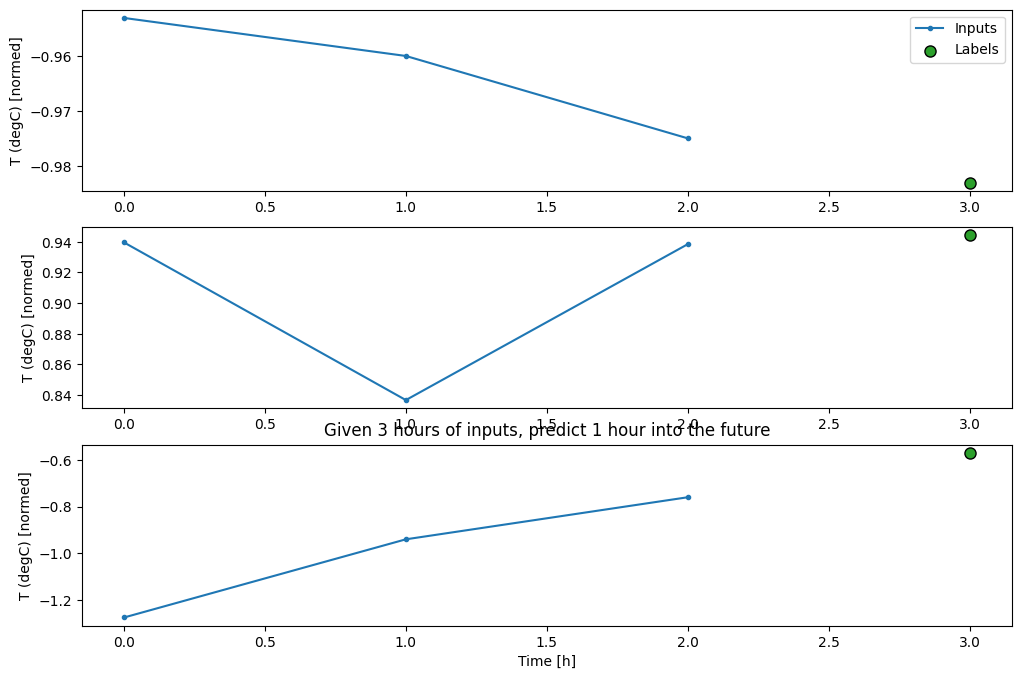 T (degC) [normed]
−0.96
−0.97
−0.98
Inputs
Labels
0.0 0.5 1.0 1.5 2.0 2.5 3.0
T (degC) [normed]
0.94
0.92
0.90
0.88
0.86
0.84
0.0 0.5 1.0 1.5 2.0 2.5 3.0
Given 3 hours of inputs, predict 1 hour into the future
T (degC) [normed]
−0.6
−0.8
−1.0
−1.2
0.0 0.5 1.0 1.5 2.0 2.5 3.0
Time [h]